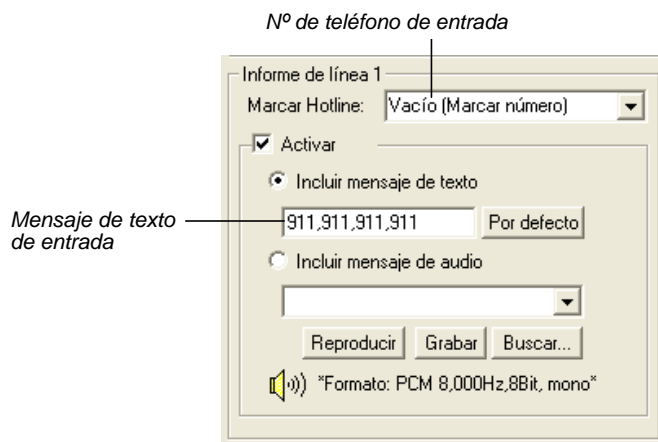 Nº de teléfono de entrada
Informe de línea 1
Marcar Hotline: Vacío (Marcar número)
Activar
Incluir mensaje de texto
Mensaje de texto
de entrada
911,911,911,911 Por defecto
Incluir mensaje de audio
Reproducir Grabar Buscar...
*Formato: PCM 8,000Hz,8Bit, mono*